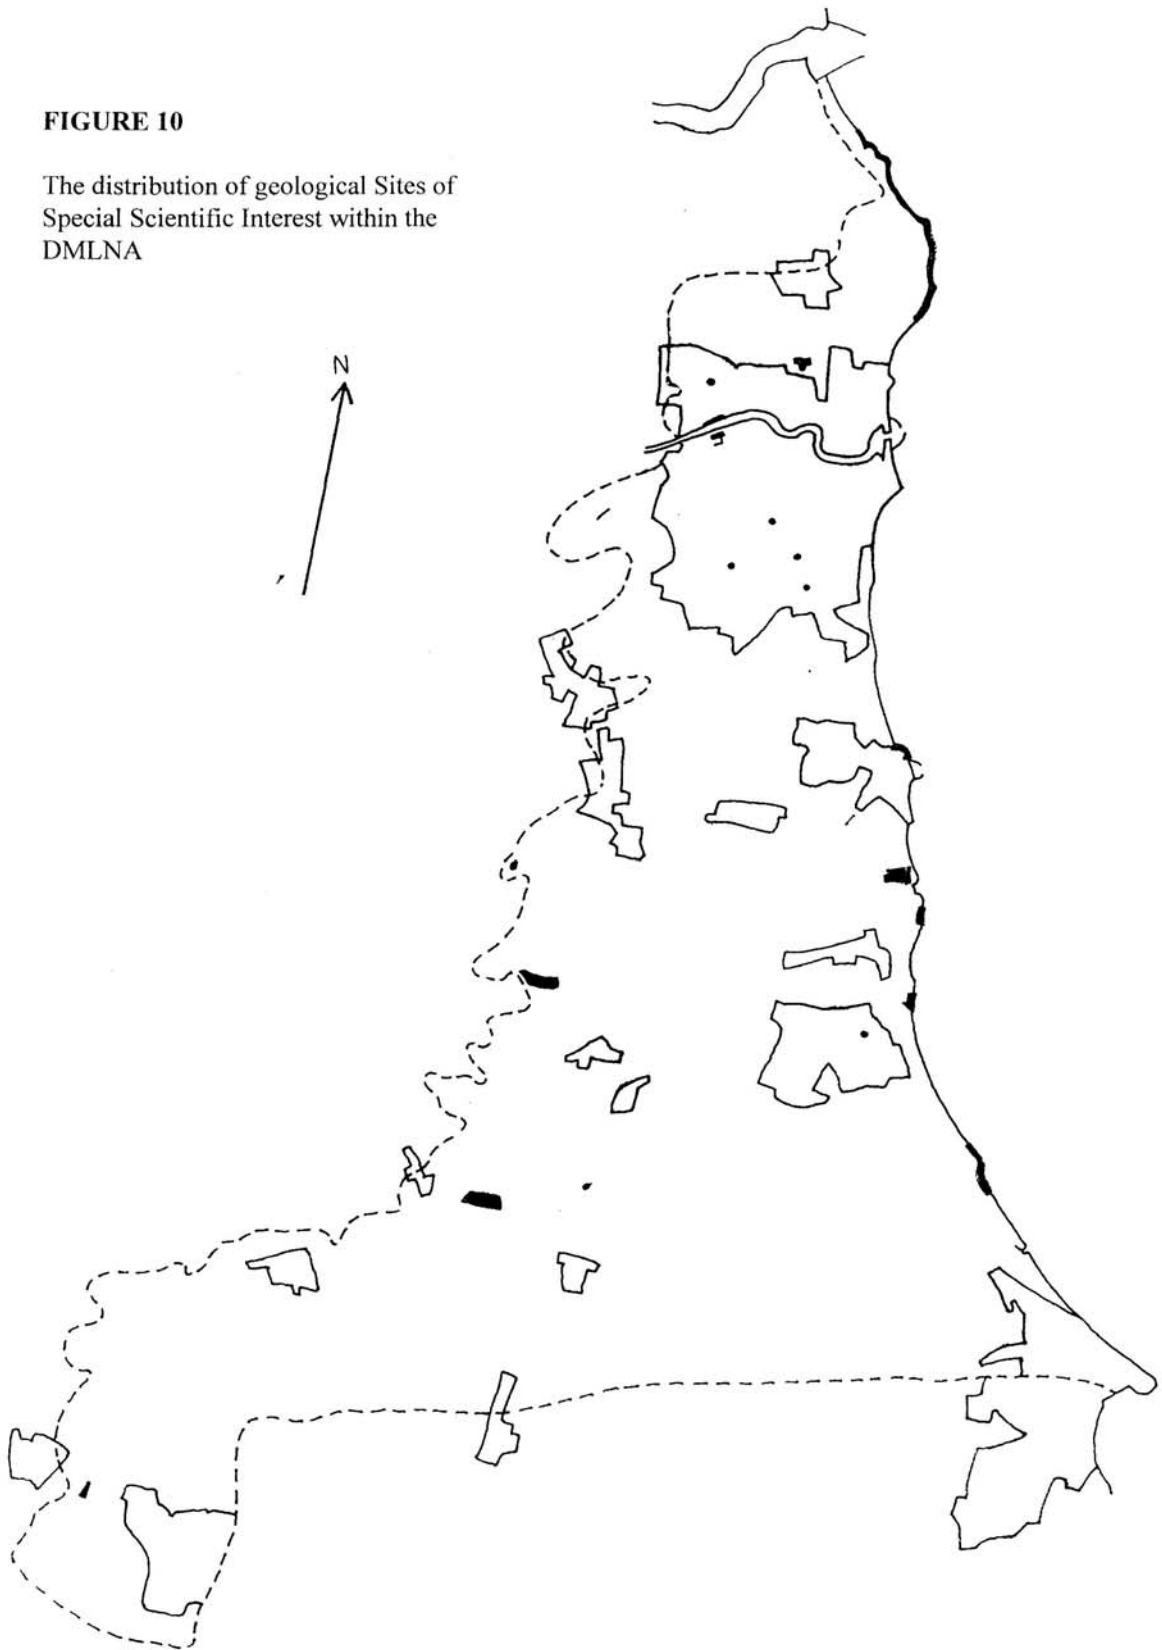 FIGURE 10
The distribution of geological Sites of
Special Scientific Interest within the
DMLNA
N